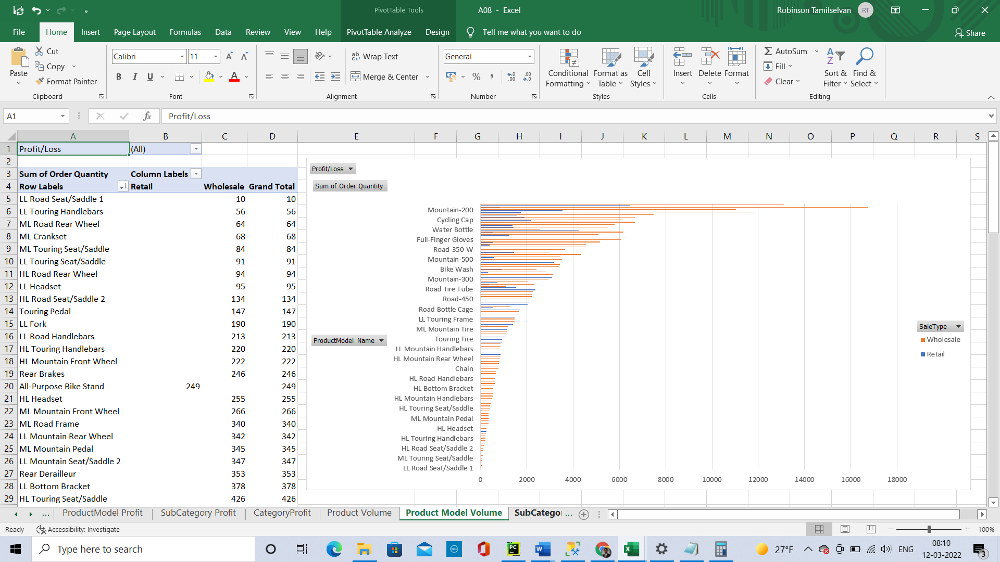 PivotTable Tools
A08 - Excel
Robinson Tamilselvan
RT
File
Home
Insert
Page Layout
Formulas
Data
Review
View
Help
PivotTable Analyze
Design
Tell me what you want to do
Share
Paste
Cut
Copy
Format Painter
Clipboard
Calibri
11
A A
B I U
A
Font
ab Wrap Text
Merge & Center
Alignment
General
% ,
Number
Conditional Formatting
Format as Table
Cell Styles
Styles
Insert
Delete
Format
Cells
AutoSum
Fill
Clear
Sort & Filter
Find & Select
Editing
A1
fx
Profit/Loss
A B C D E F G H I J K L M N O P Q R S
1 Profit/Loss (All)
2
3 Sum of Order Quantity Column Labels
4 Row Labels Retail Wholesale Grand Total
5 LL Road Seat/Saddle 1 10 10
6 LL Touring Handlebars 56 56
7 ML Road Rear Wheel 64 64
8 ML Crankset 68 68
9 ML Touring Seat/Saddle 84 84
10 LL Touring Seat/Saddle 91 91
11 HL Road Rear Wheel 94 94
12 LL Headset 95 95
13 HL Road Seat/Saddle 2 134 134
14 Touring Pedal 147 147
15 LL Fork 190 190
16 LL Road Handlebars 213 213
17 HL Touring Handlebars 220 220
18 HL Mountain Front Wheel 222 222
19 Rear Brakes 246 246
20 All-Purpose Bike Stand 249 249
21 HL Headset 255 255
22 ML Mountain Front Wheel 266 266
23 ML Road Frame 340 340
24 LL Mountain Rear Wheel 342 342
25 ML Mountain Pedal 345 345
26 LL Mountain Seat/Saddle 2 347 347
27 Rear Derailleur 353 353
28 LL Bottom Bracket 378 378
29 HL Touring Seat/Saddle 426 426
Profit/Loss
Sum of Order Quantity
ProductModel Name
Mountain-200
Cycling Cap
Water Bottle
Full-Finger Gloves
Road-350-W
Mountain-500
Bike Wash
Mountain-300
Road Tire Tube
Road-450
Road Bottle Cage
LL Touring Frame
ML Mountain Tire
Touring Tire
LL Mountain Handlebars
HL Mountain Rear Wheel
Chain
HL Road Handlebars
HL Bottom Bracket
HL Mountain Handlebars
HL Touring Seat/Saddle
ML Mountain Pedal
HL Headset
HL Touring Handlebars
HL Road Seat/Saddle 2
ML Touring Seat/Saddle
LL Road Seat/Saddle 1
0 2000 4000 6000 8000 10000 12000 14000 16000 18000
SaleType
Wholesale
Retail
... ProductModel Profit SubCategory Profit CategoryProfit Product Volume Product Model Volume SubCatego ...
Ready Accessibility: Investigate 100%
Type here to search
27°F
ENG
08:10
12-03-2022
3